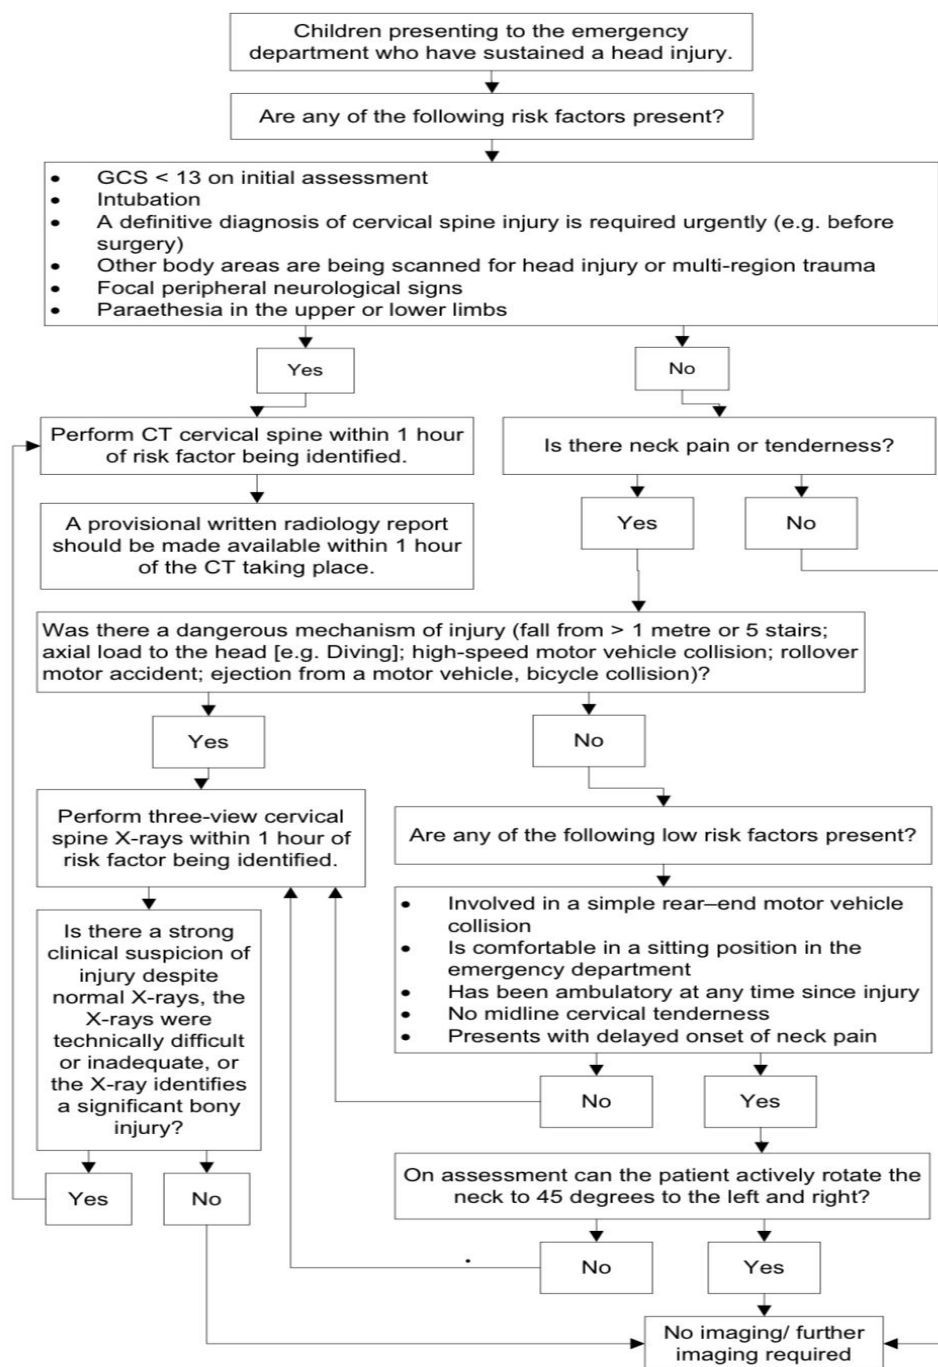 Children presenting to the emergency
department who have sustained a head injury.
Are any of the following risk factors present?
• GCS < 13 on initial assessment
• Intubation
• A definitive diagnosis of cervical spine injury is required urgently (e.g. before
surgery)
• Other body areas are being scanned for head injury or multi-region trauma
• Focal peripheral neurological signs
• Paraethesia in the upper or lower limbs
Yes
No
Perform CT cervical spine within 1 hour
of risk factor being identified.
Is there neck pain or tenderness?
A provisional written radiology report
should be made available within 1 hour
of the CT taking place.
Yes
No
Was there a dangerous mechanism of injury (fall from > 1 metre or 5 stairs;
axial load to the head [e.g. Diving]; high-speed motor vehicle collision; rollover
motor accident; ejection from a motor vehicle, bicycle collision)?
Yes
No
Perform three-view cervical
spine X-rays within 1 hour of
risk factor being identified.
Are any of the following low risk factors present?
• Involved in a simple rear–end motor vehicle
collision
• Is comfortable in a sitting position in the
emergency department
• Has been ambulatory at any time since injury
• No midline cervical tenderness
• Presents with delayed onset of neck pain
Is there a strong
clinical suspicion of
injury despite
normal X-rays, the
X-rays were
technically difficult
or inadequate, or
the X-ray identifies
a significant bony
injury?
No
Yes
On assessment can the patient actively rotate the
neck to 45 degrees to the left and right?
Yes
No
No
Yes
No imaging/ further
imaging required